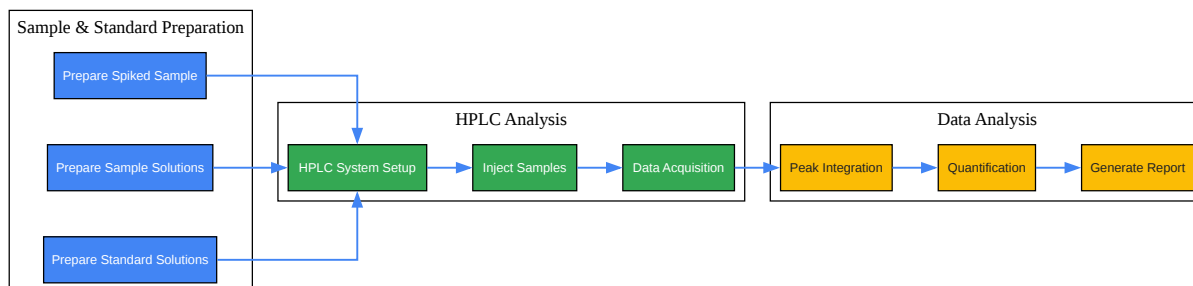 Sample & Standard Preparation
Prepare Spiked Sample
Prepare Sample Solutions
Prepare Standard Solutions
HPLC Analysis
HPLC System Setup
Inject Samples
Data Acquisition
Data Analysis
Peak Integration
Quantification
Generate Report